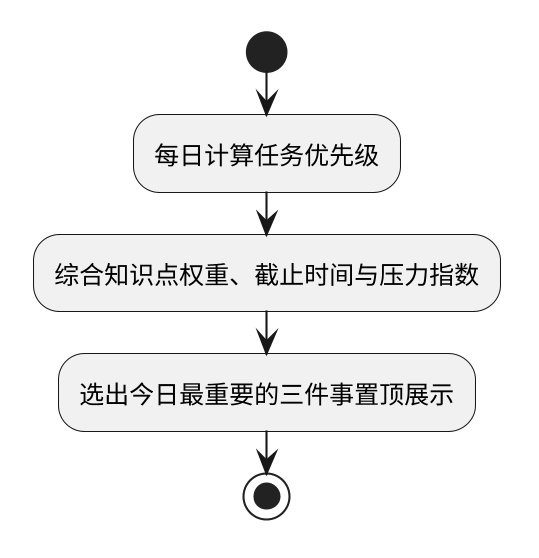 每日计算任务优先级
综合知识点权重、截止时间与压力指数
选出今日最重要的三件事置顶展示